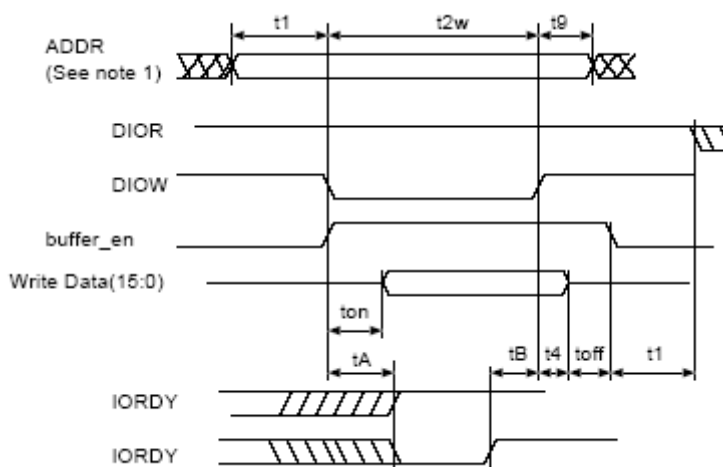 t1 t2w t9
ADDR
(See note 1)
DIOR
DIOW
buffer_en
Write Data(15:0)
ton
tA tB t4 toff t1
IORDY
IORDY